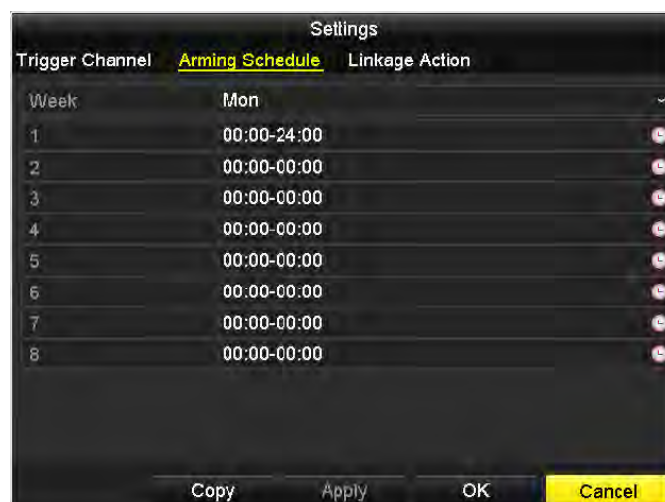 Settings
Trigger Channel Arming Schedule Linkage Action
Week Mon
1 00:00-24:00
2 00:00-00:00
3 00:00-00:00
4 00:00-00:00
5 00:00-00:00
6 00:00-00:00
7 00:00-00:00
8 00:00-00:00
Copy Apply OK Cancel